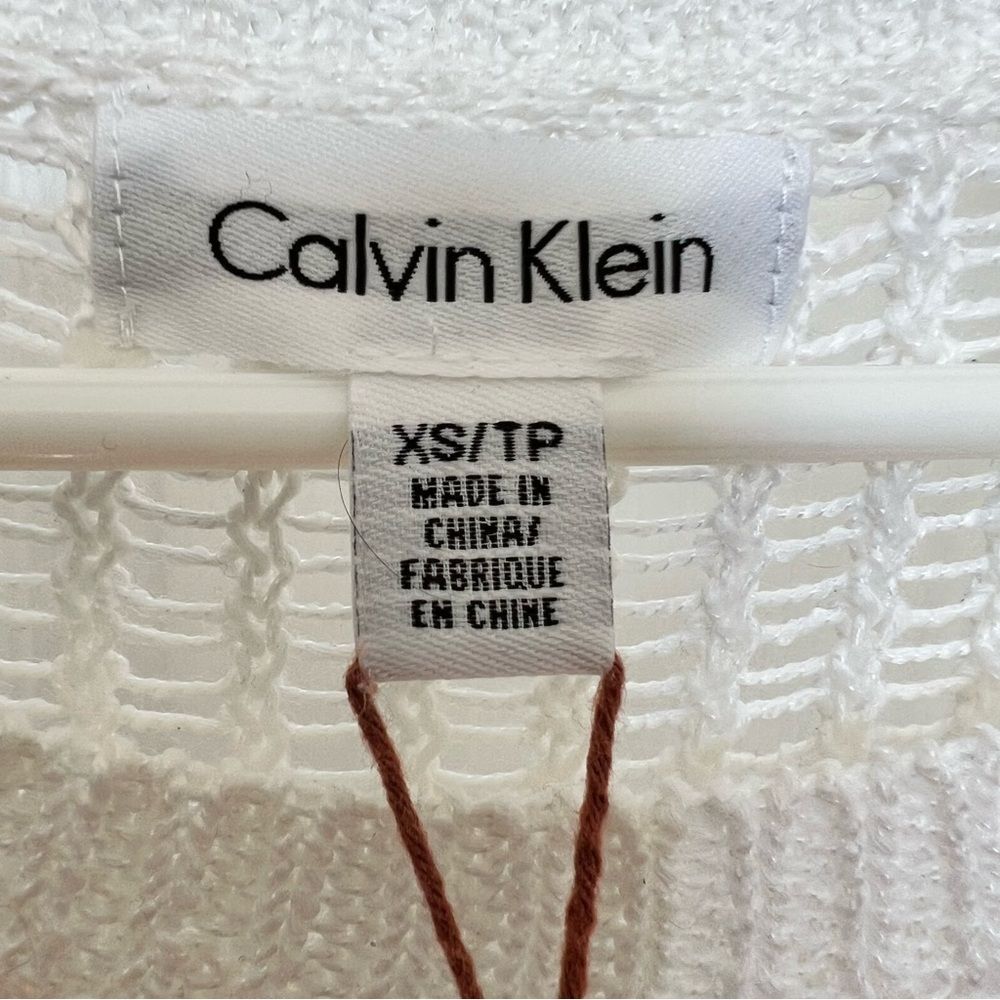 Calvin Klein
XS/TP
MADE IN
CHINA/
FABRIQUE
EN CHINE